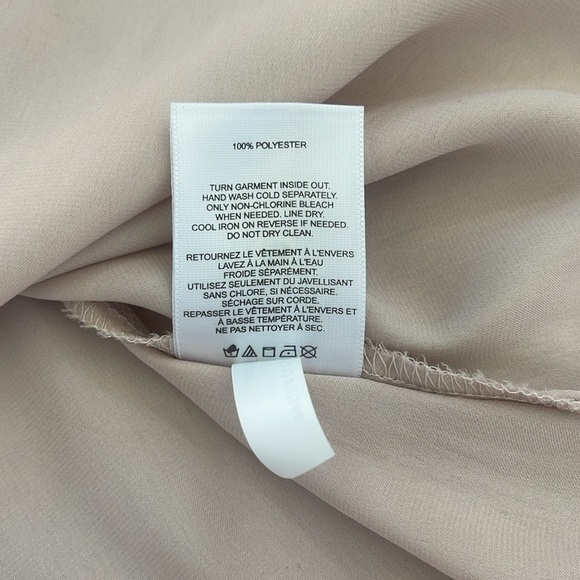 100% POLYESTER
TURN GARMENT INSIDE OUT.
HAND WASH COLD SEPARATELY.
ONLY NON-CHLORINE BLEACH
WHEN NEEDED. LINE DRY.
COOL IRON ON REVERSE IF NEEDED.
DO NOT DRY CLEAN.
RETOURNEZ LE VÊTEMENT À L'ENVERS
LAVEZ À LA MAIN À L'EAU
FROIDE SÉPARÉMENT.
UTILISEZ SEULEMENT DU JAVELLISANT
SANS CHLORE, SI NÉCESSAIRE.
SÉCHAGE SUR CORDE.
REPASSER LE VÊTEMENT À L'ENVERS ET
À BASSE TEMPÉRATURE.
NE PAS NETTOYER À SEC.